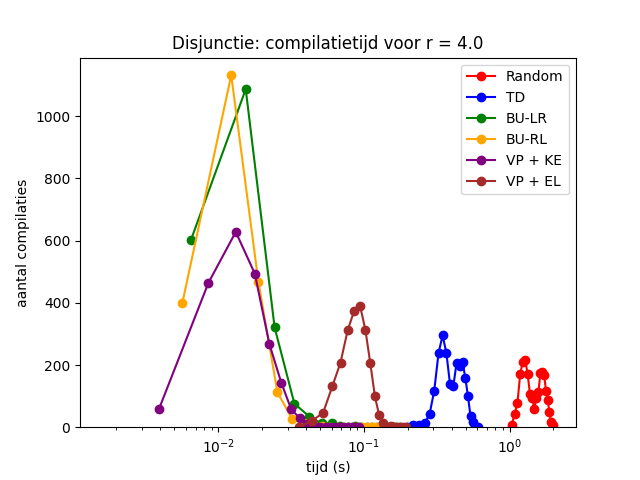 Disjunctie: compilatietijd voor r = 4.0
aantal compilaties
1000
800
600
400
200
0
Random
TD
BU-LR
BU-RL
VP + KE
VP + EL
10⁻²
10⁻¹
10⁰
tijd (s)